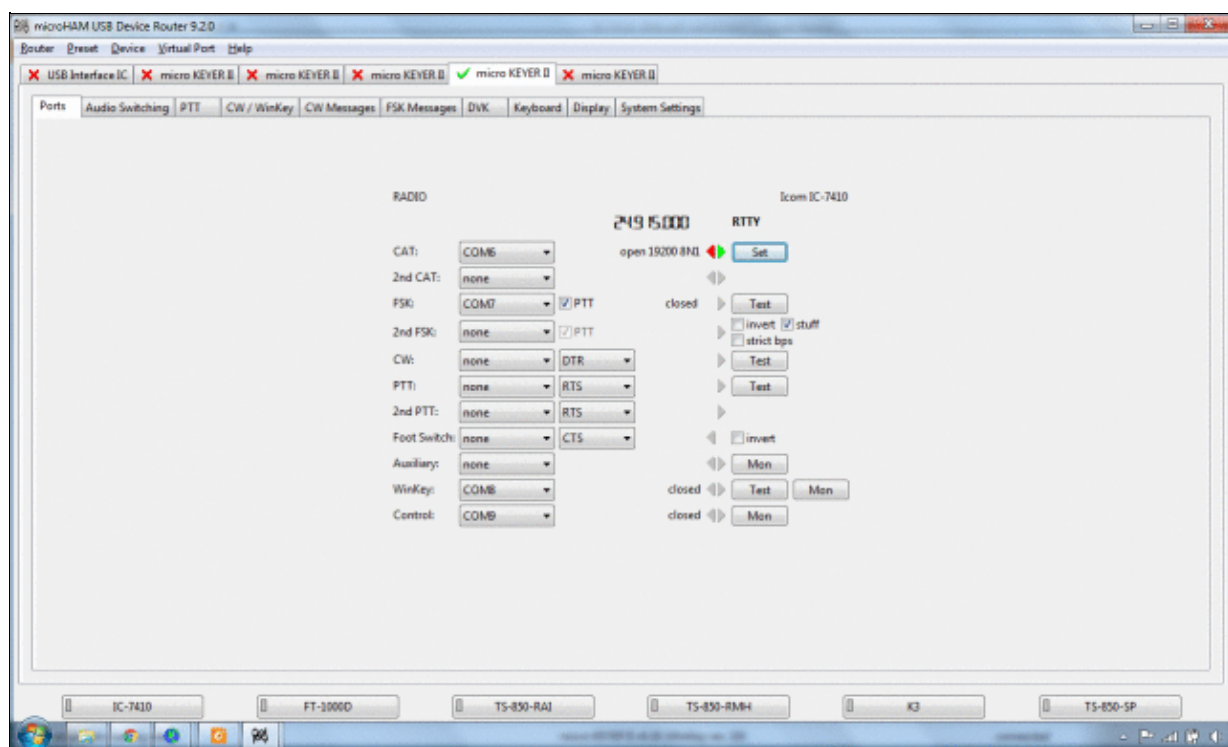 microHAM USB Device Router 9.2.0
Router Preset Device Virtual Port Help
USB Interface IC micro KEYER II micro KEYER II micro KEYER II micro KEYER II micro KEYER II
Ports Audio Switching PTT CW / WinKey CW Messages FSK Messages DVK Keyboard Display System Settings
RADIO Icom IC-7410
24915.000 RTTY
CAT: COM6 open 19200 8N1 Set
2nd CAT: none
FSK: COM7 PTT closed Test
2nd FSK: none PTT invert stuff
strict bps
CW: none DTR Test
PTT: none RTS Test
2nd PTT: none RTS
Foot Switch: none CTS invert
Auxiliary: none Mon
WinKey: COM8 closed Test Mon
Control: COM9 closed Mon
IC-7410 FT-1000D TS-850-RAI TS-850-RMH K3 TS-850-SP